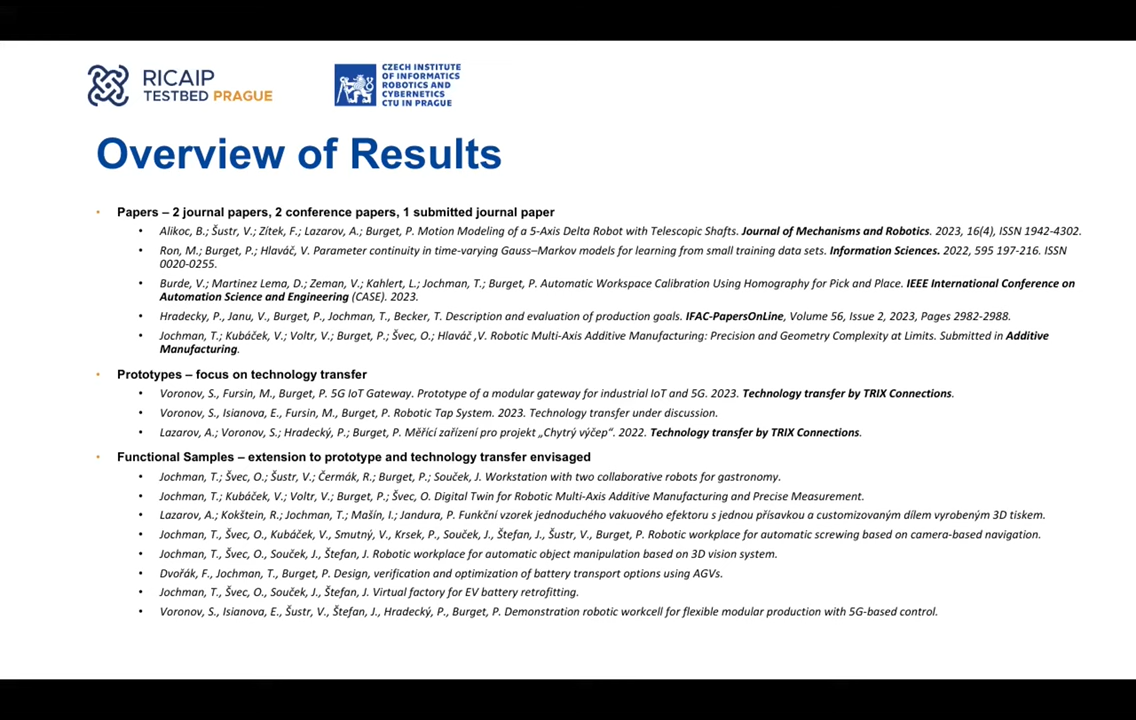 RICAIP
TESTBED PRAGUE
CZECH INSTITUTE
OF INFORMATICS
ROBOTICS AND
CYBERNETICS
CTU IN PRAGUE
Overview of Results
• Papers – 2 journal papers, 2 conference papers, 1 submitted journal paper
• Alikoc, B.; Šustr, V.; Zítek, F.; Lazarov, A.; Burget, P. Motion Modeling of a 5-Axis Delta Robot with Telescopic Shafts. Journal of Mechanisms and Robotics. 2023, 16(4), ISSN 1942-4302.
• Ron, M.; Burget, P.; Hlaváč, V. Parameter continuity in time-varying Gauss–Markov models for learning from small training data sets. Information Sciences. 2022, 595 197-216. ISSN
0020-0255.
• Burde, V.; Martinez Lema, D.; Zeman, V.; Kahlert, L.; Jochman, T.; Burget, P. Automatic Workspace Calibration Using Homography for Pick and Place. IEEE International Conference on
Automation Science and Engineering (CASE). 2023.
• Hradecky, P., Janu, V., Burget, P., Jochman, T., Becker, T. Description and evaluation of production goals. IFAC-PapersOnLine, Volume 56, Issue 2, 2023, Pages 2982-2988.
• Jochman, T.; Kubáček, V.; Voltr, V.; Burget, P.; Švec, O.; Hlaváč ,V. Robotic Multi-Axis Additive Manufacturing: Precision and Geometry Complexity at Limits. Submitted in Additive
Manufacturing.
• Prototypes – focus on technology transfer
• Voronov, S., Fursin, M., Burget, P. 5G IoT Gateway. Prototype of a modular gateway for industrial IoT and 5G. 2023. Technology transfer by TRIX Connections.
• Voronov, S., Isianova, E., Fursin, M., Burget, P. Robotic Tap System. 2023. Technology transfer under discussion.
• Lazarov, A.; Voronov, S.; Hradecký, P.; Burget, P. Měřící zařízení pro projekt „Chytrý výčep“. 2022. Technology transfer by TRIX Connections.
• Functional Samples – extension to prototype and technology transfer envisaged
• Jochman, T.; Švec, O.; Šustr, V.; Čermák, R.; Burget, P.; Souček, J. Workstation with two collaborative robots for gastronomy.
• Jochman, T.; Kubáček, V.; Voltr, V.; Burget, P.; Švec, O. Digital Twin for Robotic Multi-Axis Additive Manufacturing and Precise Measurement.
• Lazarov, A.; Kokštein, R.; Jochman, T.; Mašín, I.; Jandura, P. Funkční vzorek jednoduchého vakuového efektoru s jednou přísavkou a customizovaným dílem vyrobeným 3D tiskem.
• Jochman, T., Švec, O., Kubáček, V., Smutný, V., Krsek, P., Souček, J., Štefan, J., Šustr, V., Burget, P. Robotic workplace for automatic screwing based on camera-based navigation.
• Jochman, T., Švec, O., Souček, J., Štefan, J. Robotic workplace for automatic object manipulation based on 3D vision system.
• Dvořák, F., Jochman, T., Burget, P. Design, verification and optimization of battery transport options using AGVs.
• Jochman, T., Švec, O., Souček, J., Štefan, J. Virtual factory for EV battery retrofitting.
• Voronov, S., Isianova, E., Šustr, V., Štefan, J., Hradecký, P., Burget, P. Demonstration robotic workcell for flexible modular production with 5G-based control.